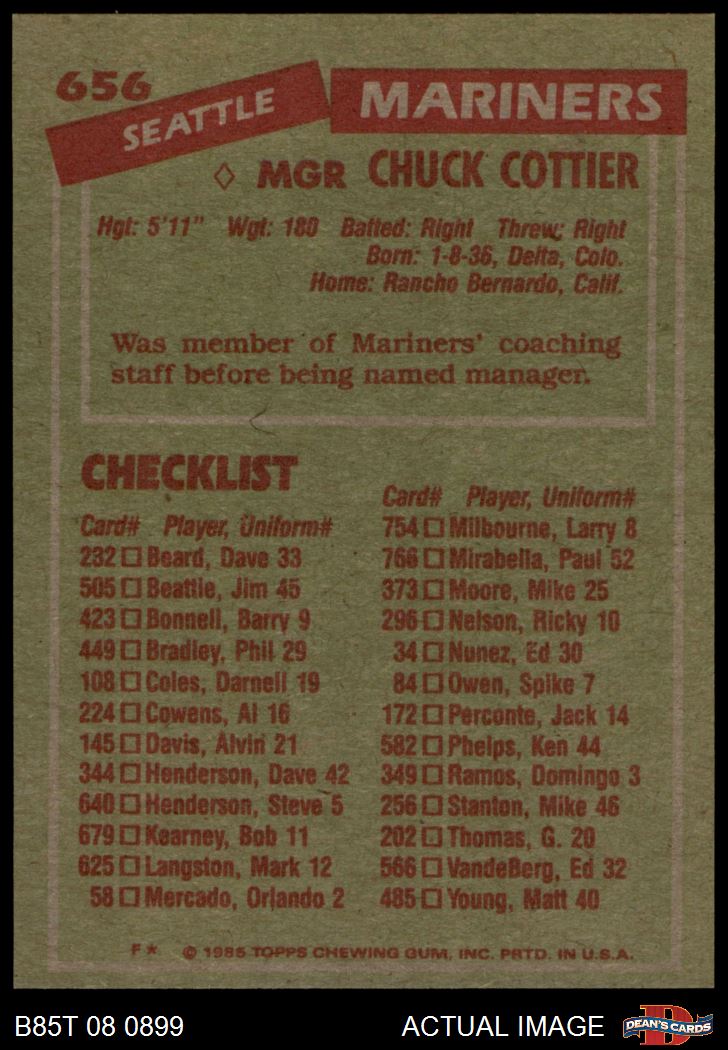 656
SEATTLE MARINERS
◊ MGR CHUCK COTTIER
Hgt: 5'11" Wgt: 180 Batted: Right Threw: Right
Born: 1-8-36, Delta, Colo.
Home: Rancho Bernardo, Calif.
Was member of Mariners' coaching
staff before being named manager.
CHECKLIST
Card# Player, Uniform#
232 □ Beard, Dave 33
505 □ Beattie, Jim 45
423 □ Bonnell, Barry 9
449 □ Bradley, Phil 29
108 □ Coles, Darnell 19
224 □ Cowens, Al 16
145 □ Davis, Alvin 21
344 □ Henderson, Dave 42
640 □ Henderson, Steve 5
679 □ Kearney, Bob 11
625 □ Langston, Mark 12
58 □ Mercado, Orlando 2
Card# Player, Uniform#
754 □ Milbourne, Larry 8
766 □ Mirabella, Paul 52
373 □ Moore, Mike 25
296 □ Nelson, Ricky 10
34 □ Nunez, Ed 30
84 □ Owen, Spike 7
172 □ Perconte, Jack 14
582 □ Phelps, Ken 44
349 □ Ramos, Domingo 3
256 □ Stanton, Mike 46
202 □ Thomas, G. 20
566 □ VandeBerg, Ed 32
485 □ Young, Matt 40
F★ © 1985 TOPPS CHEWING GUM, INC. PRTD. IN U.S.A.
B85T 08 0899 ACTUAL IMAGE
D
DEAN'S CARDS